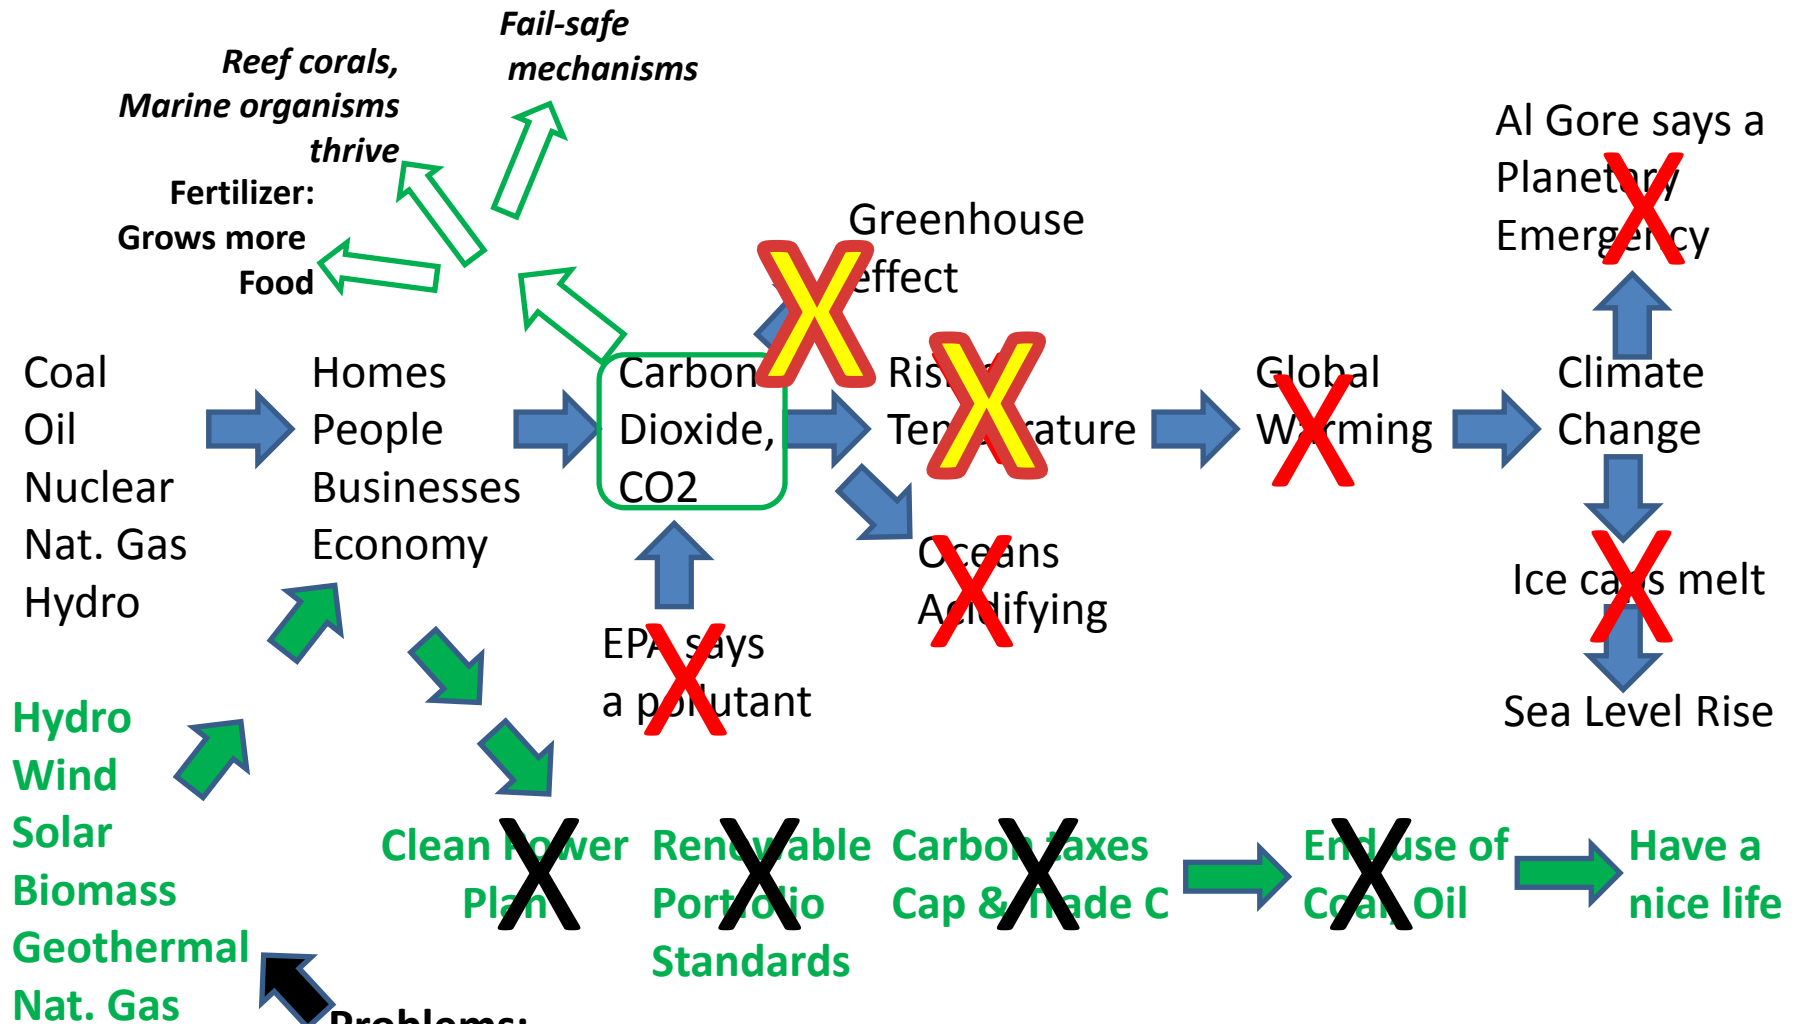 Fail-safe
mechanisms
Reef corals,
Marine organisms
thrive
Fertilizer:
Grows more
Food
Greenhouse
effect
Al Gore says a
Planetary
Emergency
Coal
Oil
Nuclear
Nat. Gas
Hydro
Homes
People
Businesses
Economy
Carbon
Dioxide,
CO2
Rising
Temperature
Global
Warming
Climate
Change
Oceans
Acidifying
Ice caps melt
Sea Level Rise
EPA says
a pollutant
Hydro
Wind
Solar
Biomass
Geothermal
Nat. Gas
Clean Power
Plan
Renewable
Portfolio
Standards
Carbon taxes
Cap & Trade C
End use of
Coal, Oil
Have a
nice life
Problems:
X
X
X
X
X
X
X
X
X
X
X